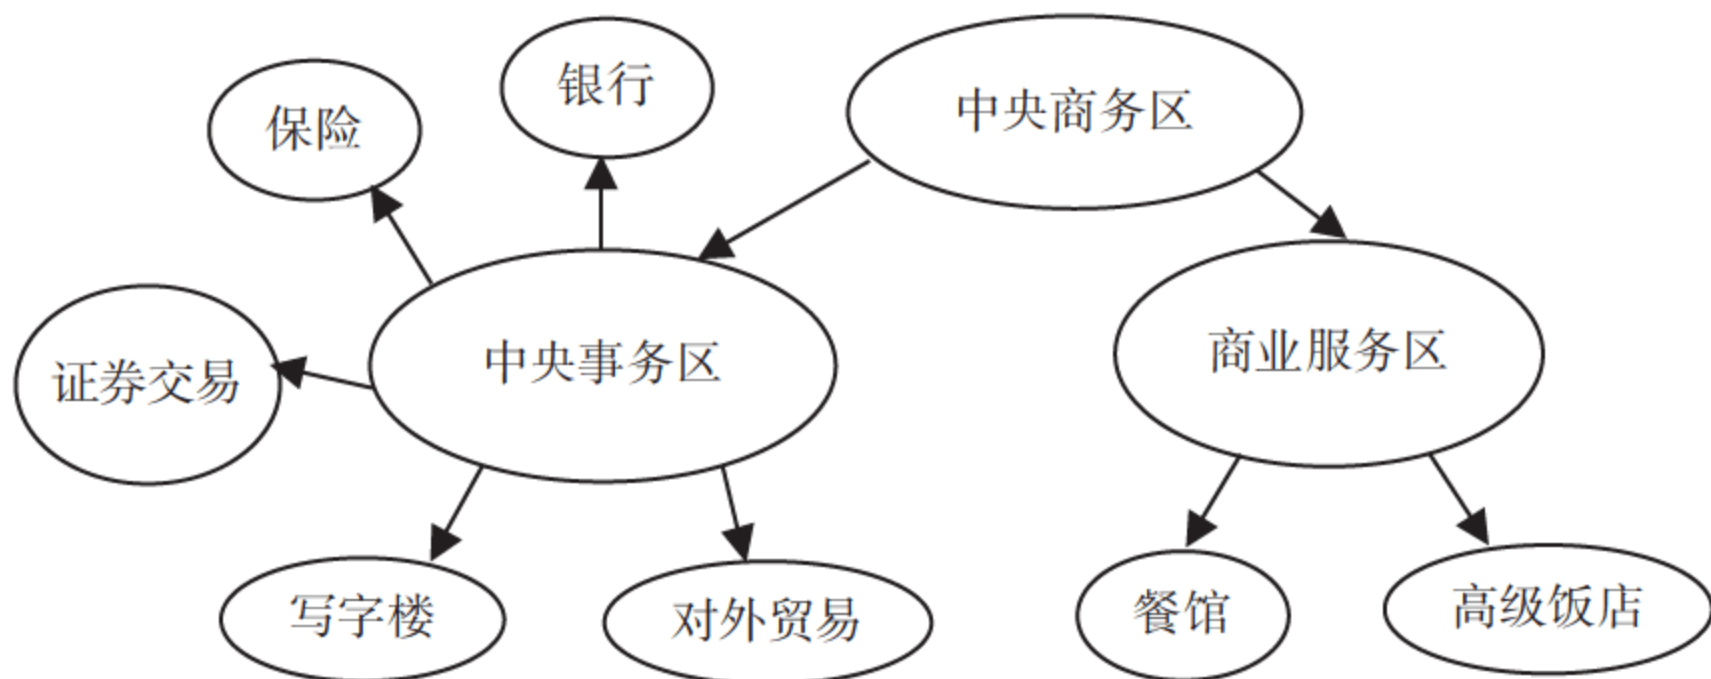 银行
中央商务区
保险
中央事务区
商业服务区
证券交易
写字楼
对外贸易
餐馆
高级饭店